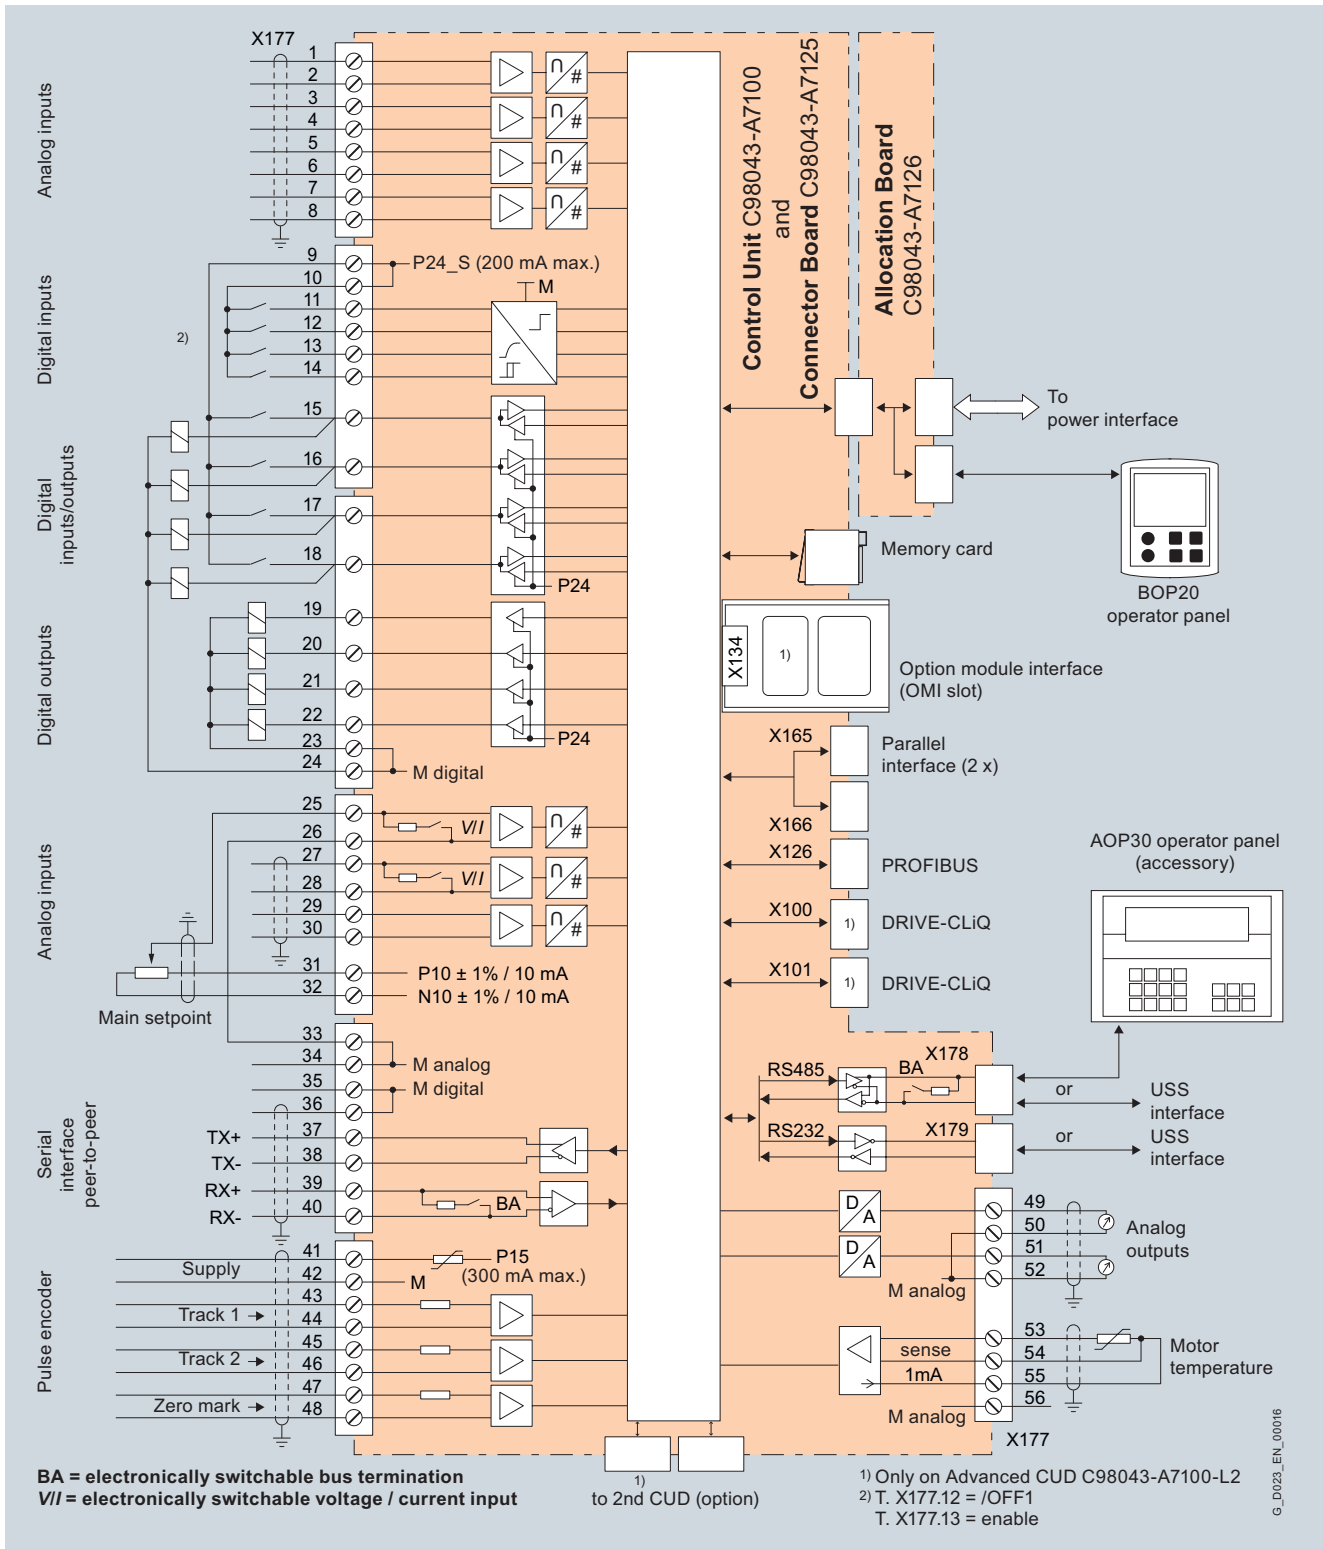 X177
Analog inputs
1
2
3
4
5
6
7
8
∩ / #
∩ / #
∩ / #
∩ / #
Digital inputs
9
10
11
12
13
14
2)
P24_S (200 mA max.)
M
Digital
inputs/outputs
15
16
17
18
P24
Digital outputs
19
20
21
22
23
24
P24
M digital
Analog inputs
25
26
27
28
29
30
31
32
V/I
V/I
∩ / #
∩ / #
∩ / #
P10 ± 1% / 10 mA
N10 ± 1% / 10 mA
Main setpoint
33
34
35
36
M analog
M digital
Serial
interface
peer-to-peer
TX+ 37
TX- 38
RX+ 39
RX- 40
BA
Pulse encoder
41
Supply
42
43
Track 1
44
45
Track 2
46
47
Zero mark
48
P15
(300 mA max.)
M
Control Unit C98043-A7100
and
Connector Board C98043-A7125
Allocation Board
C98043-A7126
To
power interface
BOP20
operator panel
Memory card
X134
1)
Option module interface
(OMI slot)
X165
Parallel
interface (2 x)
X166
X126
PROFIBUS
X100
1)
DRIVE-CLiQ
X101
1)
DRIVE-CLiQ
AOP30 operator panel
(accessory)
RS485
BA
X178
or
USS
interface
RS232
X179
or
USS
interface
D
A
D
A
49
50
51
52
Analog
outputs
M analog
53
54
55
56
sense
1mA
Motor
temperature
M analog
X177
1)
to 2nd CUD (option)
BA = electronically switchable bus termination
V/I = electronically switchable voltage / current input
1) Only on Advanced CUD C98043-A7100-L2
2) T. X177.12 = /OFF1
T. X177.13 = enable
G_D023_EN_00016